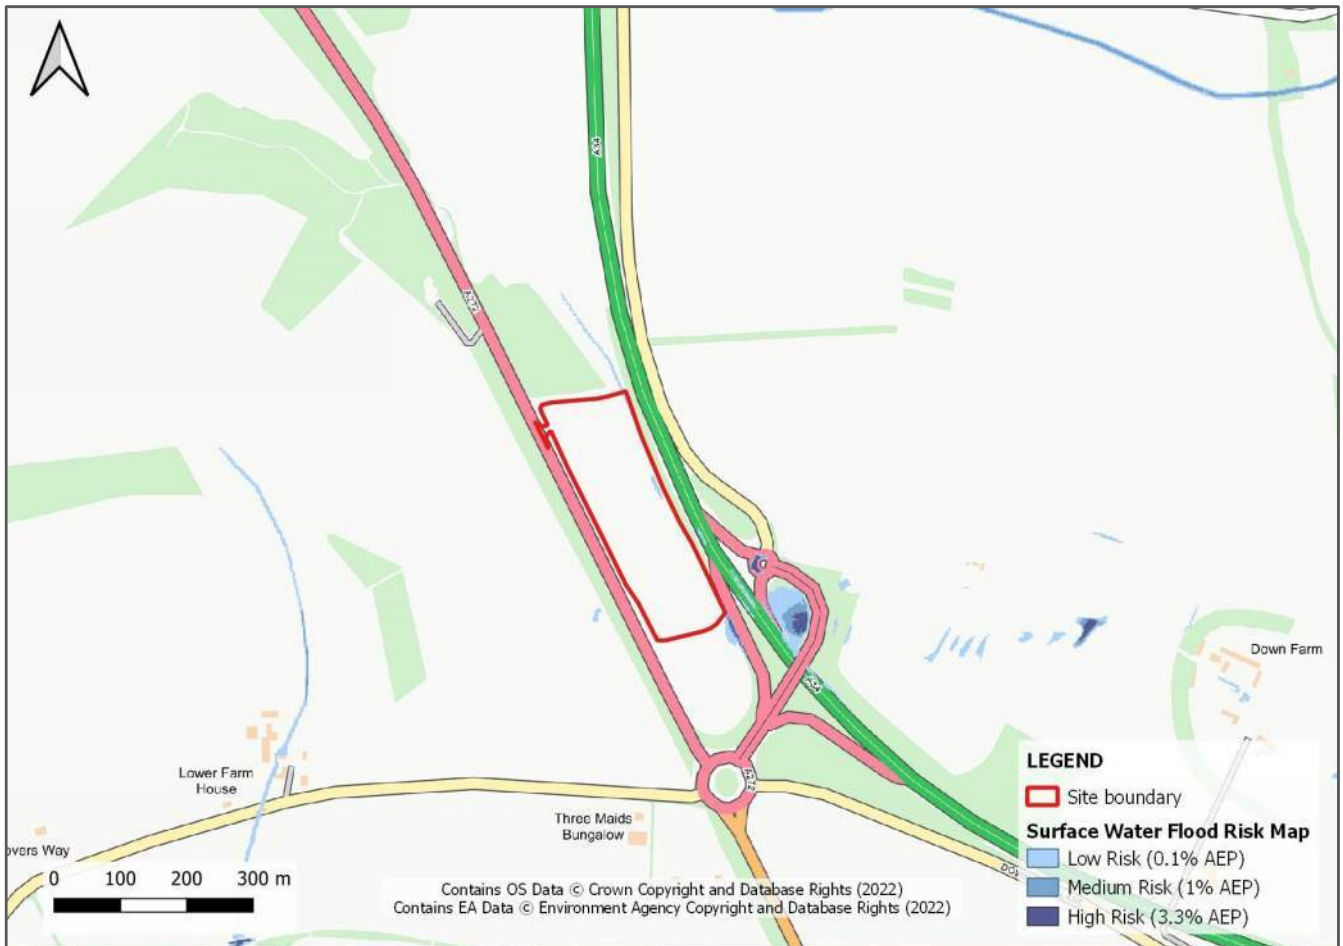 A34
A272
Down Farm
Lower Farm
House
Three Maids
Bungalow
A272
A34
overs Way
LEGEND
Site boundary
Surface Water Flood Risk Map
Low Risk (0.1% AEP)
Medium Risk (1% AEP)
High Risk (3.3% AEP)
0 100 200 300 m
Contains OS Data © Crown Copyright and Database Rights (2022)
Contains EA Data © Environment Agency Copyright and Database Rights (2022)